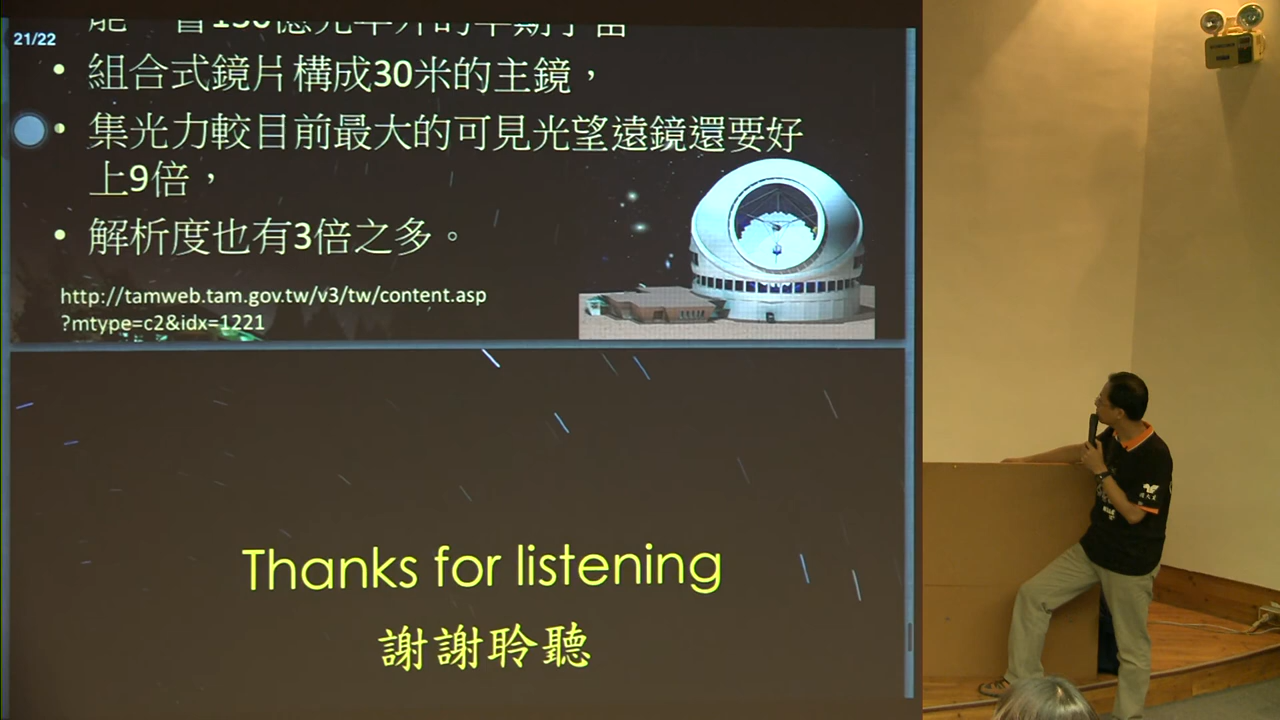 21/22
• 組合式鏡片構成30米的主鏡，
• 集光力較目前最大的可見光望遠鏡還要好
上9倍，
• 解析度也有3倍之多。
http://tamweb.tam.gov.tw/v3/tw/content.asp
?mtype=c2&idx=1221
Thanks for listening
謝謝聆聽